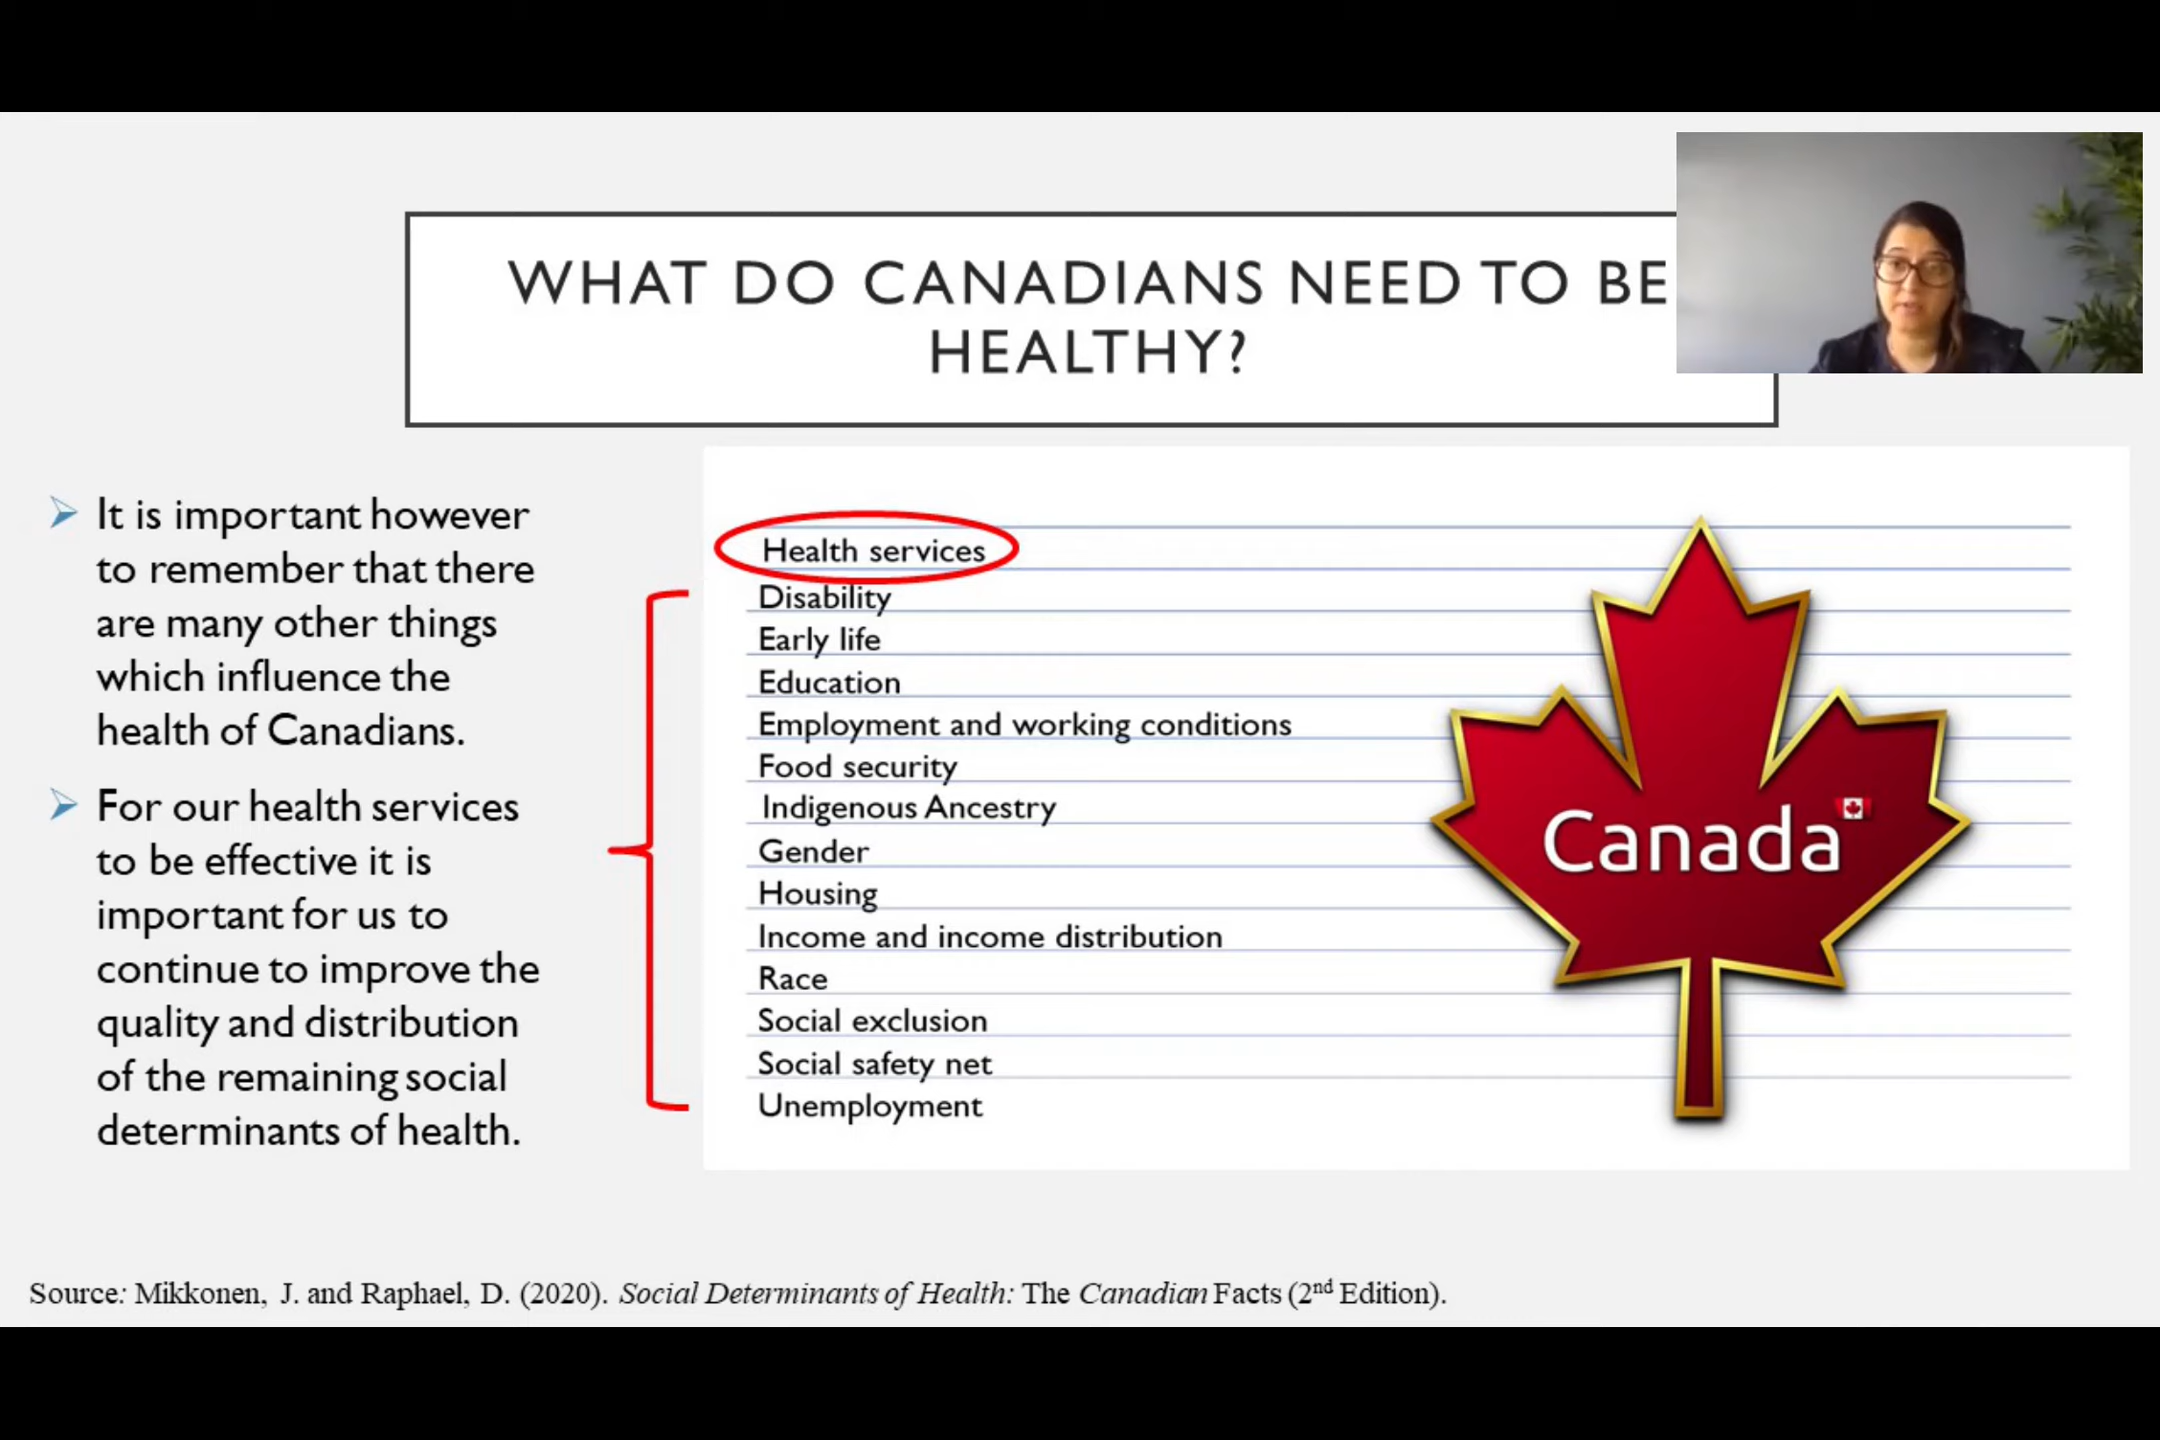 WHAT DO CANADIANS NEED TO BE
HEALTHY?
It is important however
to remember that there
are many other things
which influence the
health of Canadians.
For our health services
to be effective it is
important for us to
continue to improve the
quality and distribution
of the remaining social
determinants of health.
Health services
Disability
Early life
Education
Employment and working conditions
Food security
Indigenous Ancestry
Gender
Housing
Income and income distribution
Race
Social exclusion
Social safety net
Unemployment
Canada
Source: Mikkonen, J. and Raphael, D. (2020). Social Determinants of Health: The Canadian Facts (2nd Edition).